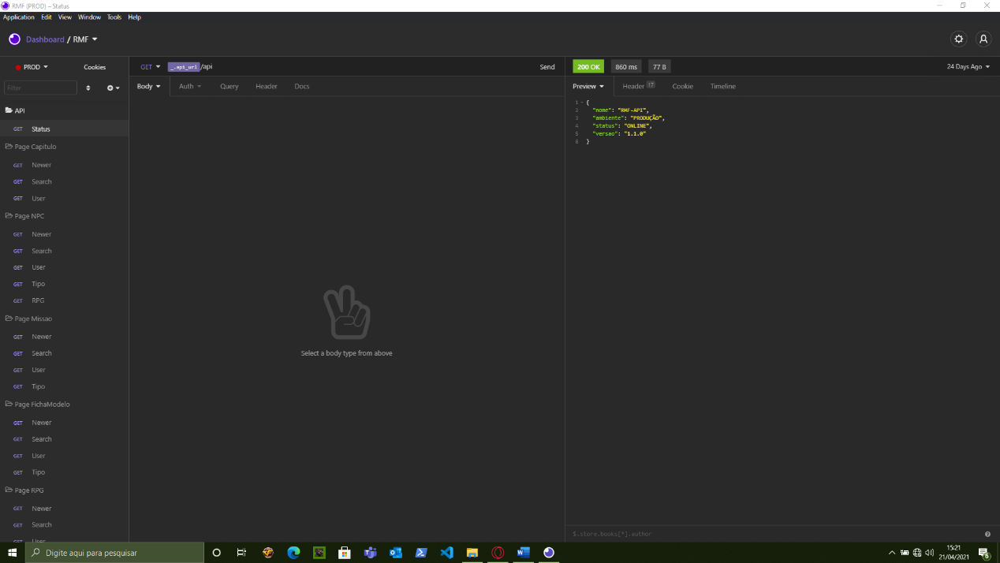 RMF (PROD) – Status
Application Edit View Window Tools Help
Dashboard / RMF
PROD Cookies
GET _.api_url/api Send
200 OK 860 ms 77 B 24 Days Ago
Filter
Body Auth Query Header Docs
Preview Header 17 Cookie Timeline
API
GET Status
Page Capitulo
GET Newer
GET Search
GET User
Page NPC
GET Newer
GET Search
GET User
GET Tipo
GET RPG
Page Missao
GET Newer
GET Search
GET User
GET Tipo
Page FichaModelo
GET Newer
GET Search
GET User
GET Tipo
Page RPG
GET Newer
GET Search
GET User
Select a body type from above
1 {
2 "nome": "RMF-API",
3 "ambiente": "PRODUÇÃO",
4 "status": "ONLINE",
5 "versao": "1.1.0"
6 }
$.store.books[*].author
Digite aqui para pesquisar
15:21
21/04/2021
6